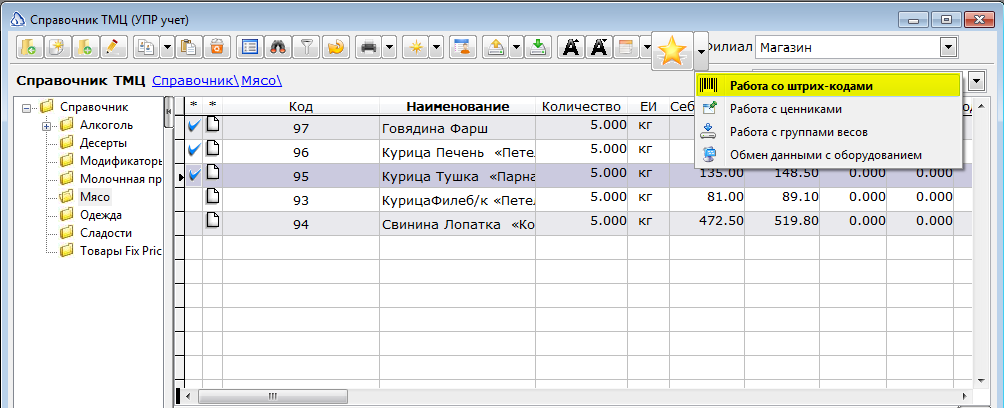 Справочник ТМЦ (УПР учет)
Филиал Магазин
Справочник ТМЦ Справочник\ Мясо\
Работа со штрих-кодами
Работа с ценниками
Работа с группами весов
Обмен данными с оборудованием
Справочник
Алкоголь
Десерты
Модификаторы
Молочнная пр
Мясо
Одежда
Сладости
Товары Fix Pric
* * Код Наименование Количество ЕИ Себ
97 Говядина Фарш 5.000 кг
96 Курица Печень «Петел 5.000 кг
95 Курица Тушка «Парна 5.000 кг 135.00 148.50 0.000 0.000
93 КурицаФилеб/к «Петел 5.000 кг 81.00 89.10 0.000 0.000
94 Свинина Лопатка «Ко 5.000 кг 472.50 519.80 0.000 0.000